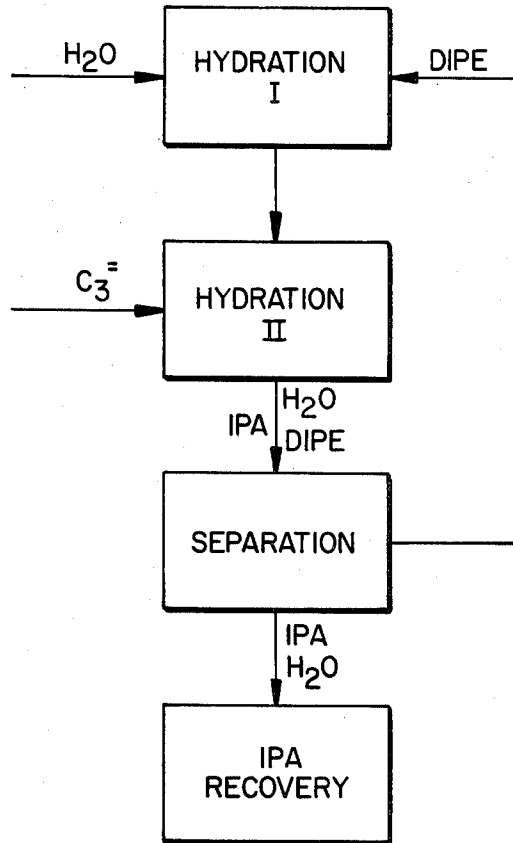 H₂O
HYDRATION
I
DIPE
C₃⁼
HYDRATION
II
H₂O
IPA DIPE
SEPARATION
IPA
H₂O
IPA
RECOVERY